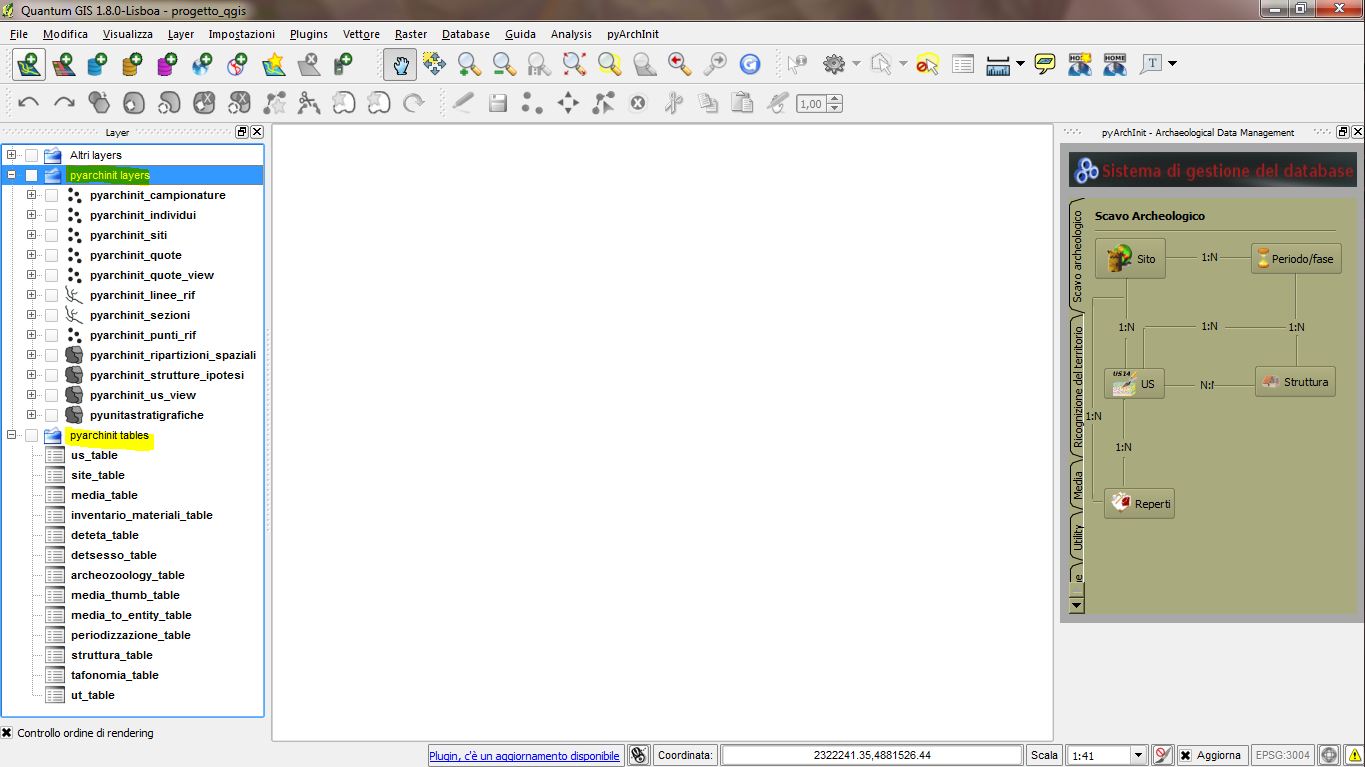 Quantum GIS 1.8.0-Lisboa - progetto_qgis
File Modifica Visualizza Layer Impostazioni Plugins Vettore Raster Database Guida Analysis pyArchInit
1,00
Layer
Altri layers
pyarchinit layers
pyarchinit_campionature
pyarchinit_individui
pyarchinit_siti
pyarchinit_quote
pyarchinit_quote_view
pyarchinit_linee_rif
pyarchinit_sezioni
pyarchinit_punti_rif
pyarchinit_ripartizioni_spaziali
pyarchinit_strutture_ipotesi
pyarchinit_us_view
pyunitastratigrafiche
pyarchinit tables
us_table
site_table
media_table
inventario_materiali_table
deteta_table
detsesso_table
archeozoology_table
media_thumb_table
media_to_entity_table
periodizzazione_table
struttura_table
tafonomia_table
ut_table
Controllo ordine di rendering
pyArchInit - Archaeological Data Management
Sistema di gestione del database
Scavo archeologico
Ricognizione del territorio
Media
Utility
Scavo Archeologico
Sito 1:N Periodo/fase
1:N 1:N 1:N
US N:N Struttura
1:N
1:N
Reperti
Plugin, c'è un aggiornamento disponibile Coordinata: 2322241.35,4881526.44 Scala 1:41 Aggiorna EPSG:3004